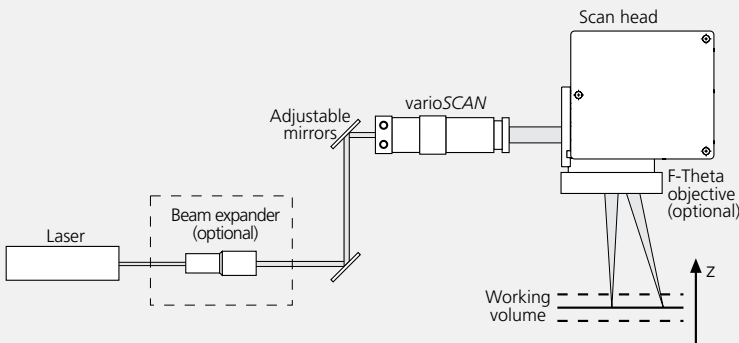 Scan head
varioSCAN
Adjustable
mirrors
F-Theta
objective
(optional)
Beam expander
(optional)
Laser
Z
Working
volume